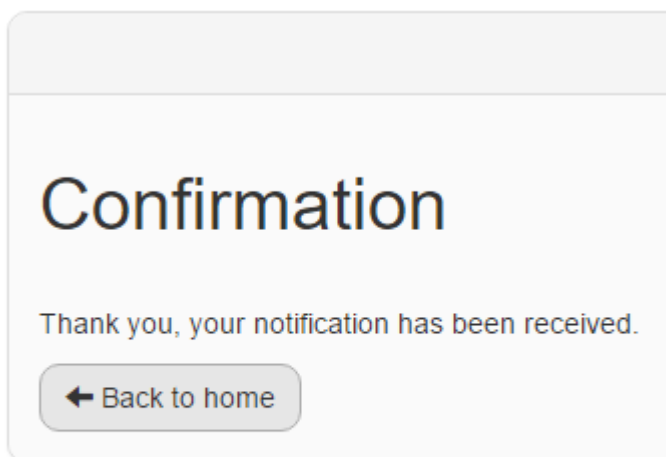 Confirmation
Thank you, your notification has been received.
Back to home